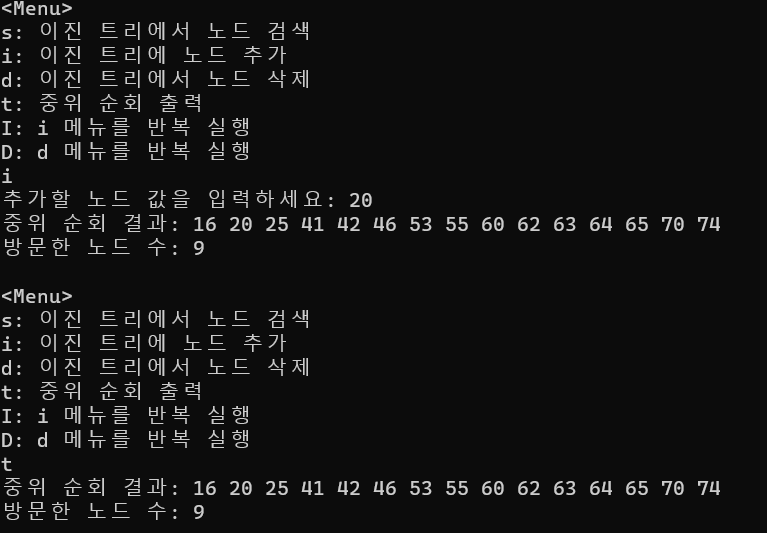 <Menu>
s: 이진 트리에서 노드 검색
i: 이진 트리에 노드 추가
d: 이진 트리에서 노드 삭제
t: 중위 순회 출력
I: i 메뉴를 반복 실행
D: d 메뉴를 반복 실행
i
추가할 노드 값을 입력하세요: 20
중위 순회 결과: 16 20 25 41 42 46 53 55 60 62 63 64 65 70 74
방문한 노드 수: 9
<Menu>
s: 이진 트리에서 노드 검색
i: 이진 트리에 노드 추가
d: 이진 트리에서 노드 삭제
t: 중위 순회 출력
I: i 메뉴를 반복 실행
D: d 메뉴를 반복 실행
t
중위 순회 결과: 16 20 25 41 42 46 53 55 60 62 63 64 65 70 74
방문한 노드 수: 9